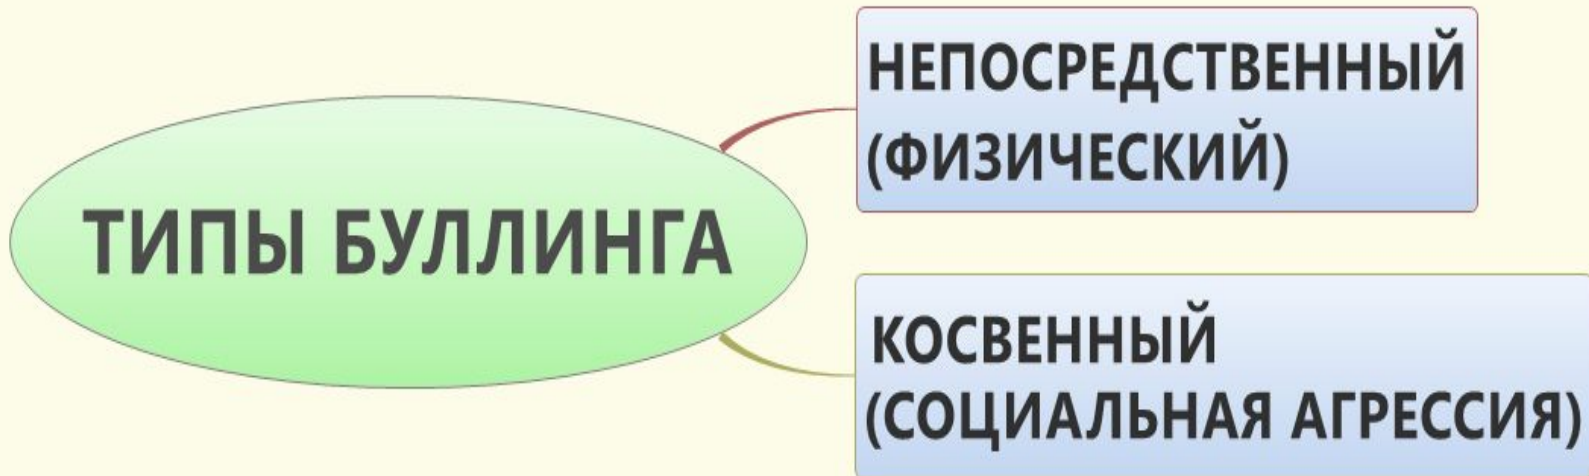 ТИПЫ БУЛЛИНГА
НЕПОСРЕДСТВЕННЫЙ
(ФИЗИЧЕСКИЙ)
КОСВЕННЫЙ
(СОЦИАЛЬНАЯ АГРЕССИЯ)